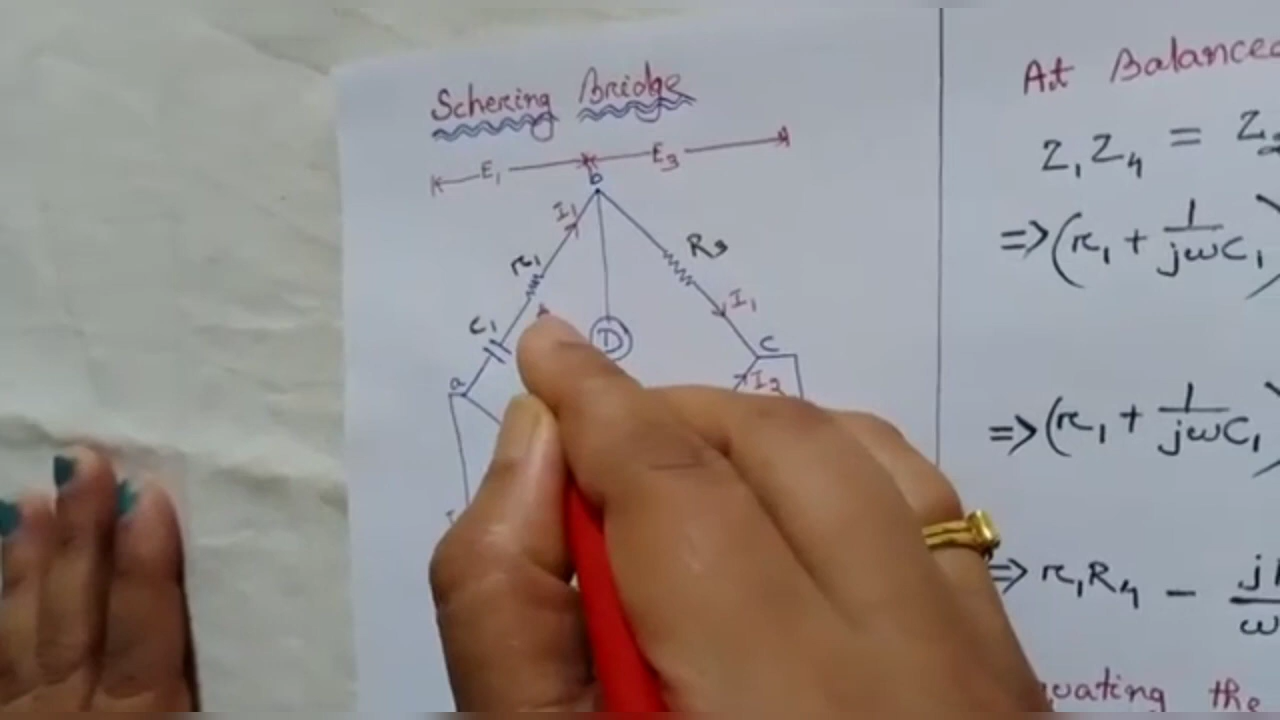 Schering Bridge
E₁ E₃
b
I₁
r₁ R₃
I₁
C₁
D
c
a
I₂
At Balanced
Z₁Z₄ =
⇒(r₁ + 1/jωC₁)
⇒(r₁ + 1/jωC₁)
⇒ r₁R₄ - j / ω
quating the